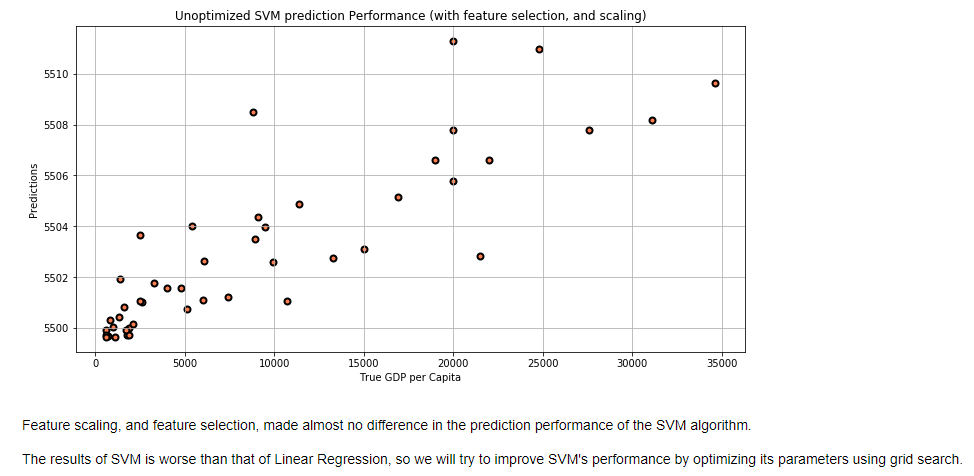 Unoptimized SVM prediction Performance (with feature selection, and scaling)
5510
5508
5506
5504
5502
5500
Predictions
0 5000 10000 15000 20000 25000 30000 35000
True GDP per Capita
Feature scaling, and feature selection, made almost no difference in the prediction performance of the SVM algorithm.
The results of SVM is worse than that of Linear Regression, so we will try to improve SVM's performance by optimizing its parameters using grid search.